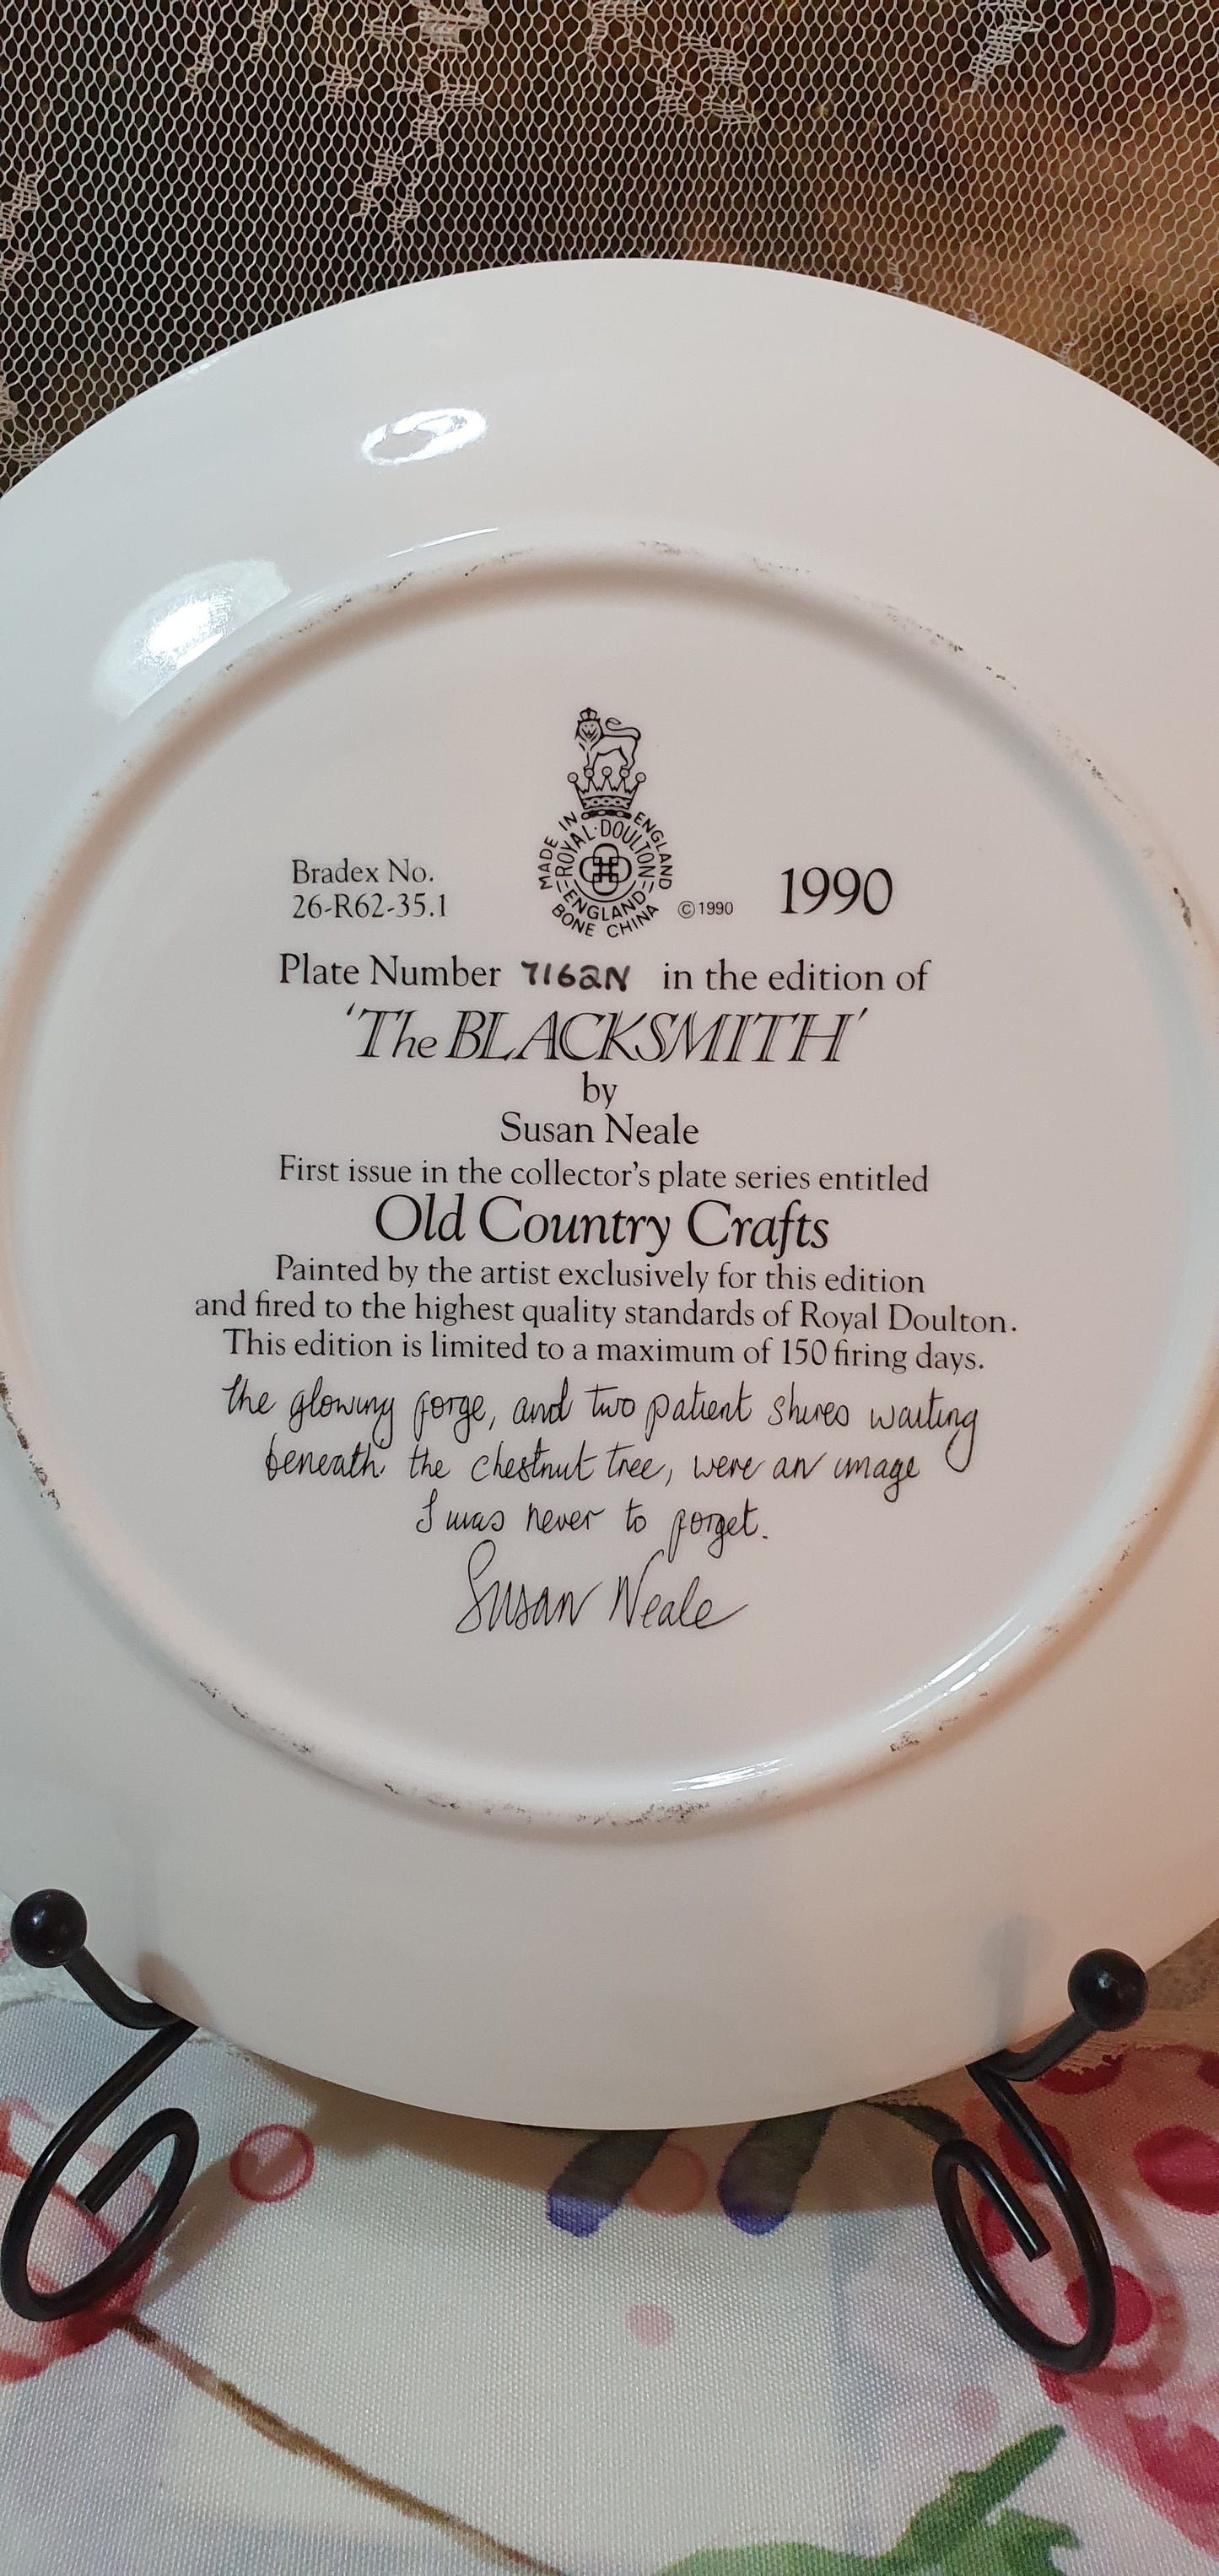 MADE IN ENGLAND
ROYAL·DOULTON
ENGLAND
BONE CHINA
Bradex No.
26-R62-35.1
©1990
1990
Plate Number 7162N in the edition of
'The BLACKSMITH'
by
Susan Neale
First issue in the collector's plate series entitled
Old Country Crafts
Painted by the artist exclusively for this edition
and fired to the highest quality standards of Royal Doulton.
This edition is limited to a maximum of 150 firing days.
The glowing forge, and two patient shires waiting
beneath the chestnut tree, were an image
I was never to forget.
Susan Neale